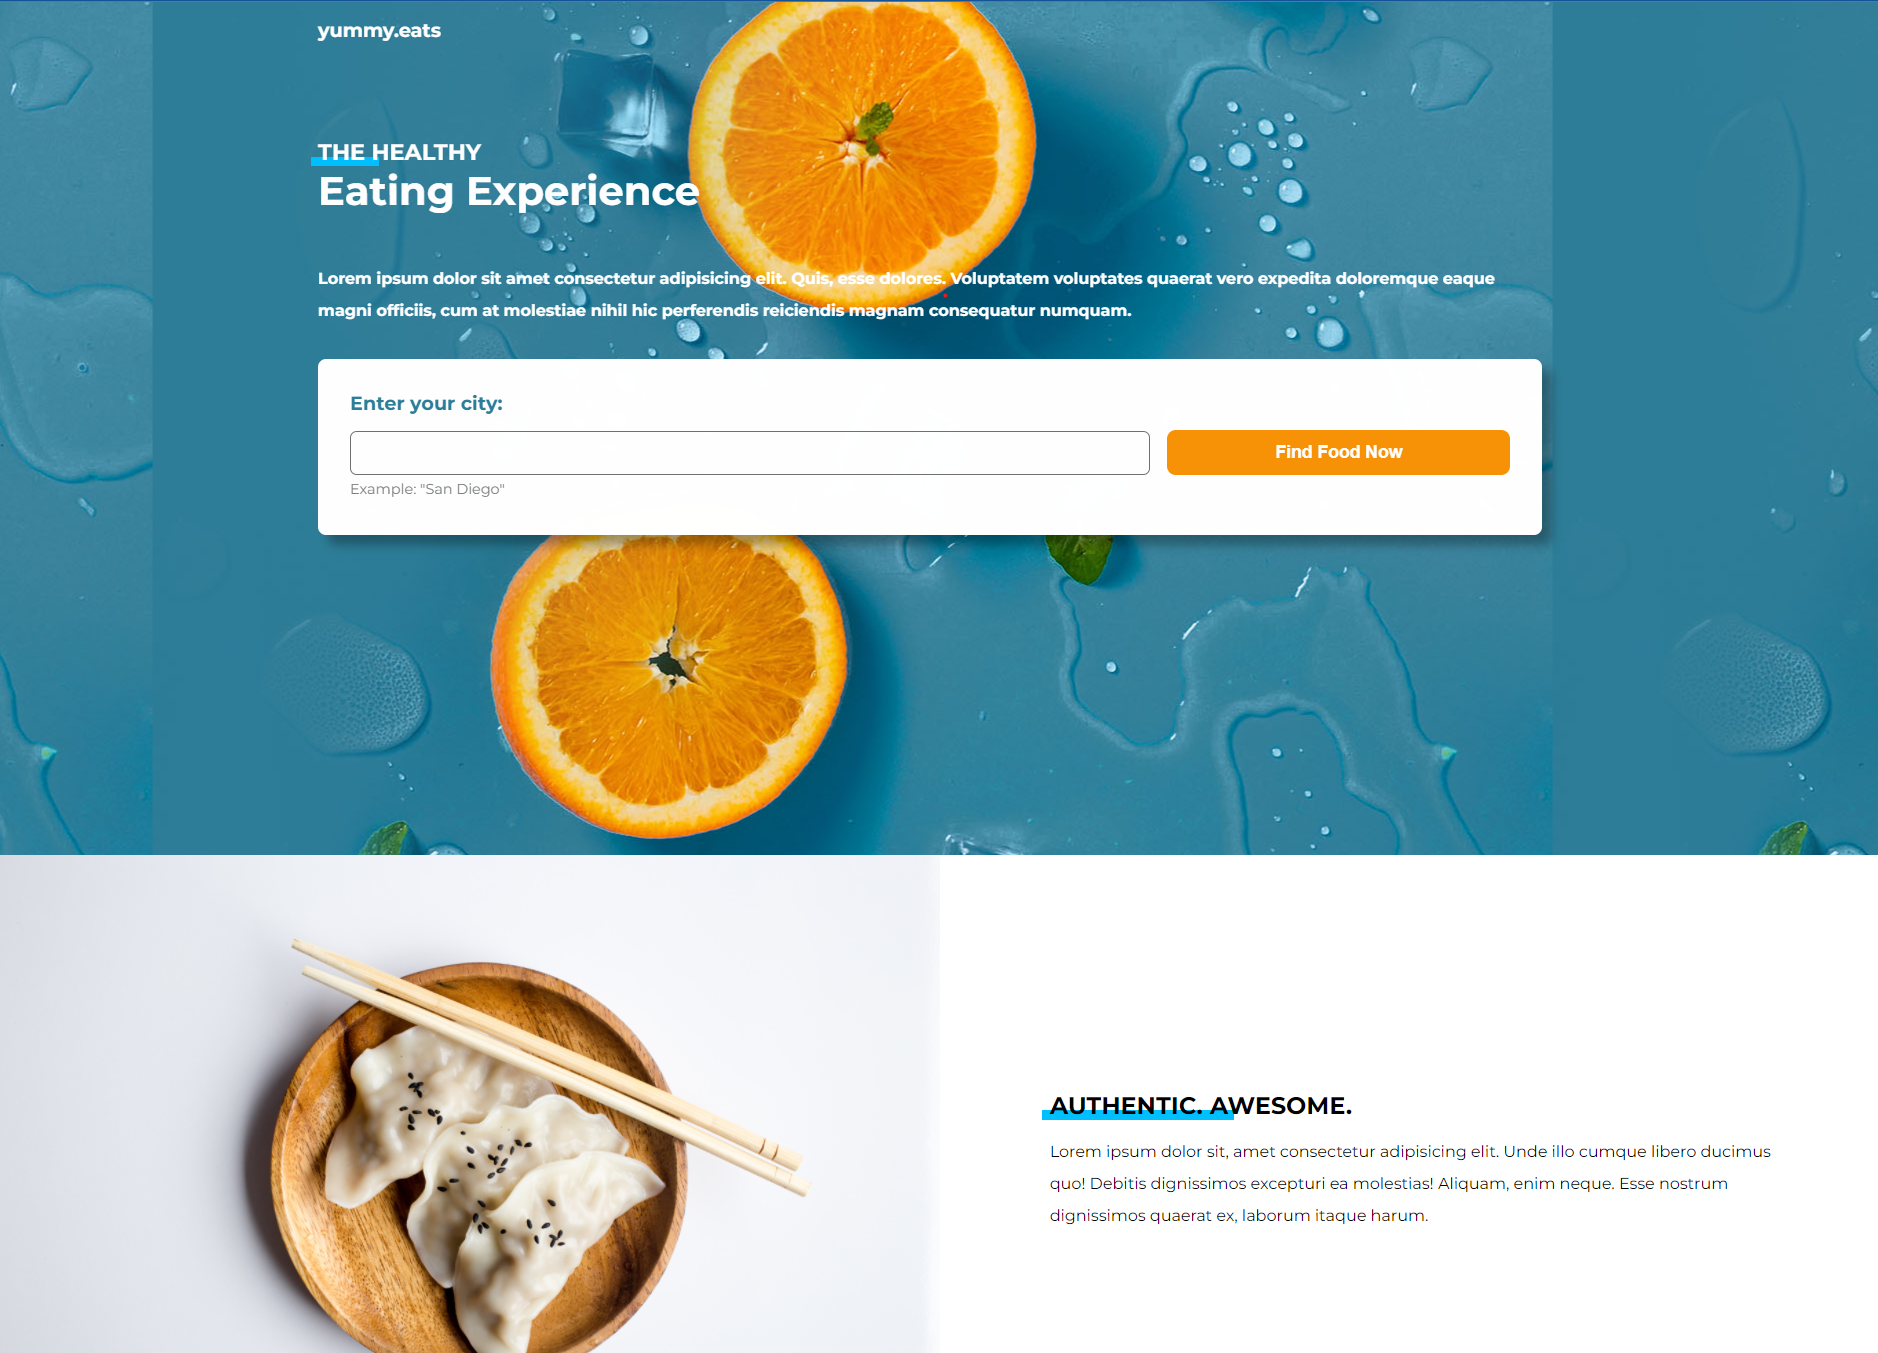 yummy.eats
THE HEALTHY
Eating Experience
Lorem ipsum dolor sit amet consectetur adipisicing elit. Quis, esse dolores. Voluptatem voluptates quaerat vero expedita doloremque eaque
magni officiis, cum at molestiae nihil hic perferendis reiciendis magnam consequatur numquam.
Enter your city:
Find Food Now
Example: "San Diego"
AUTHENTIC. AWESOME.
Lorem ipsum dolor sit, amet consectetur adipisicing elit. Unde illo cumque libero ducimus
quo! Debitis dignissimos excepturi ea molestias! Aliquam, enim neque. Esse nostrum
dignissimos quaerat ex, laborum itaque harum.